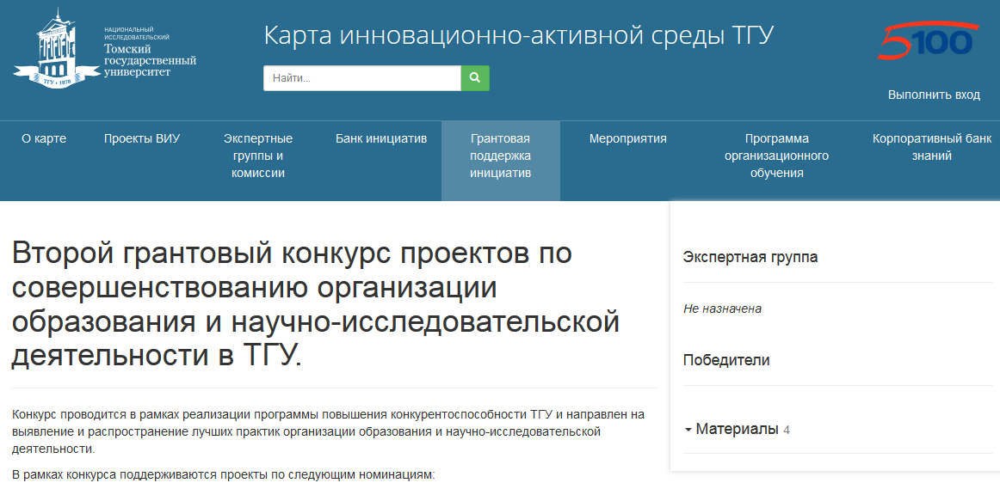 НАЦИОНАЛЬНЫЙ
ИССЛЕДОВАТЕЛЬСКИЙ
Томский
государственный
университет
ТГУ • 1878
Карта инновационно-активной среды ТГУ
Найти...
5100
Выполнить вход
О карте
Проекты ВИУ
Экспертные
группы и
комиссии
Банк инициатив
Грантовая
поддержка
инициатив
Мероприятия
Программа
организационного
обучения
Корпоративный банк
знаний
Второй грантовый конкурс проектов по
совершенствованию организации
образования и научно-исследовательской
деятельности в ТГУ.
Конкурс проводится в рамках реализации программы повышения конкурентоспособности ТГУ и направлен на
выявление и распространение лучших практик организации образования и научно-исследовательской
деятельности.
В рамках конкурса поддерживаются проекты по следующим номинациям:
Экспертная группа
Не назначена
Победители
Материалы 4